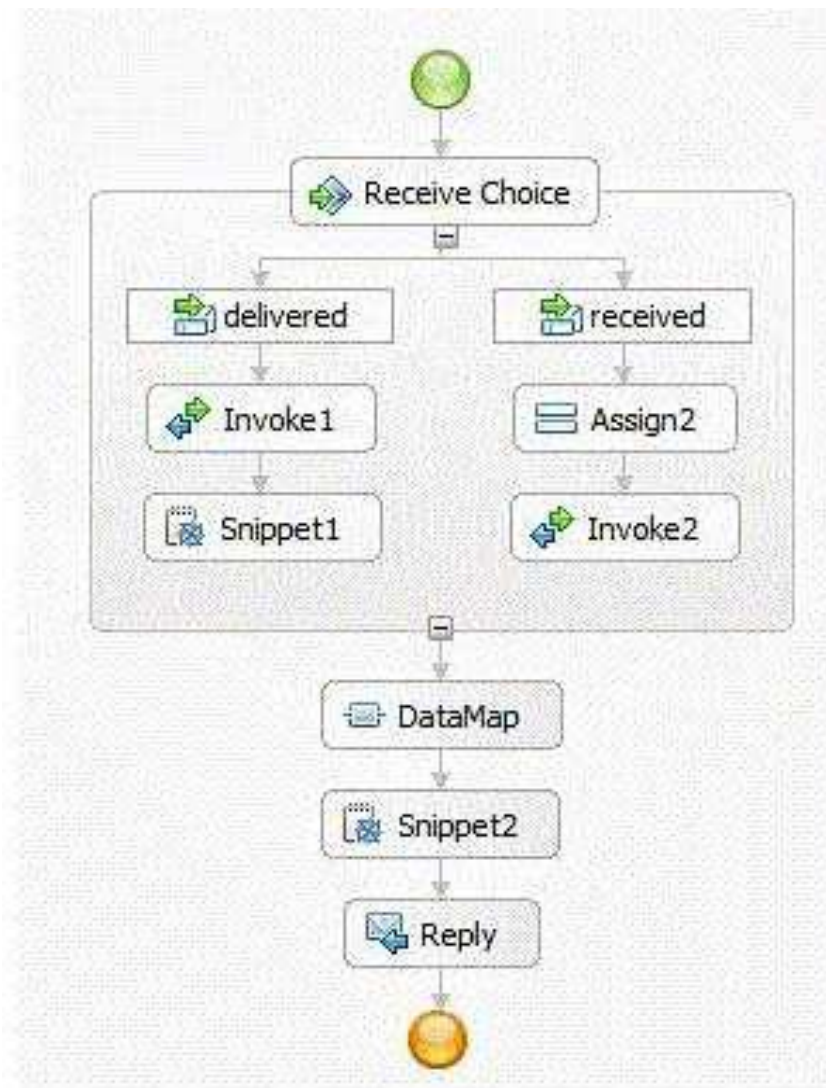 Receive Choice
delivered
received
Invoke1
Assign2
Snippet1
Invoke2
DataMap
Snippet2
Reply